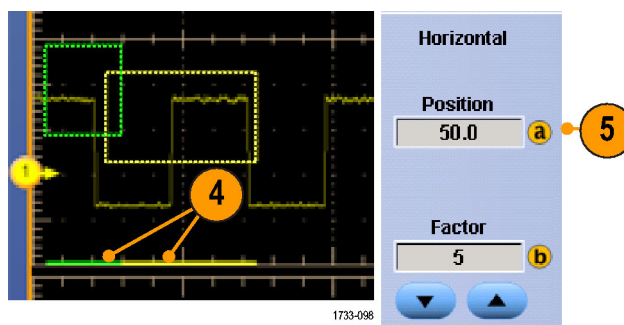 1
4
1733-098
Horizontal
Position
50.0 a
5
Factor
5 b